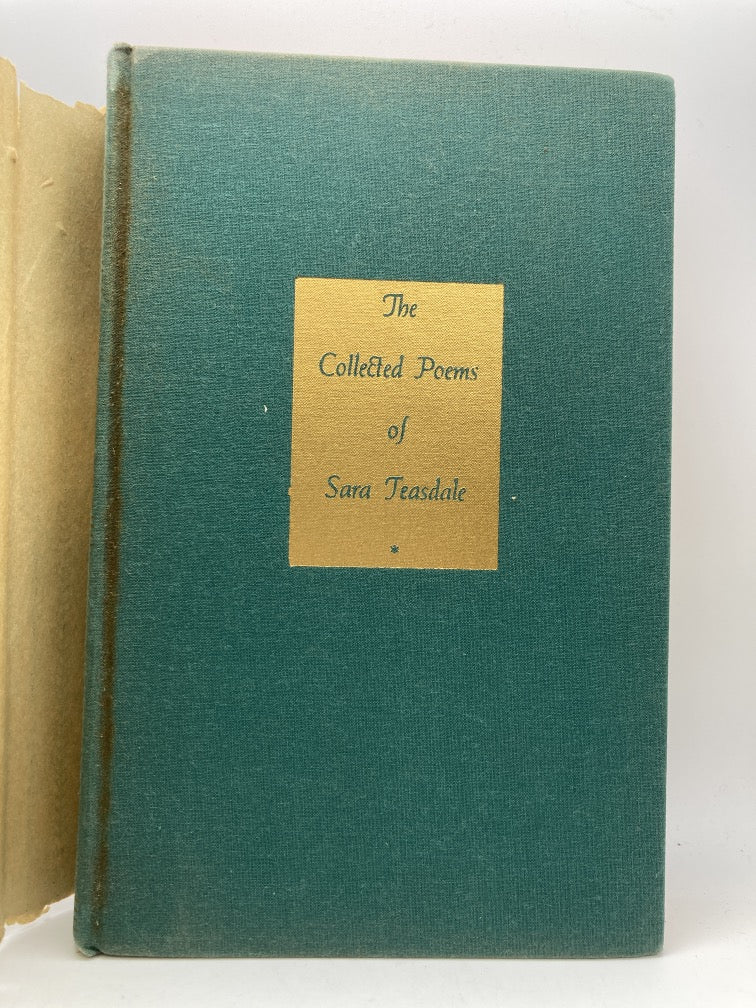 The
Collected Poems
of
Sara Teasdale
*